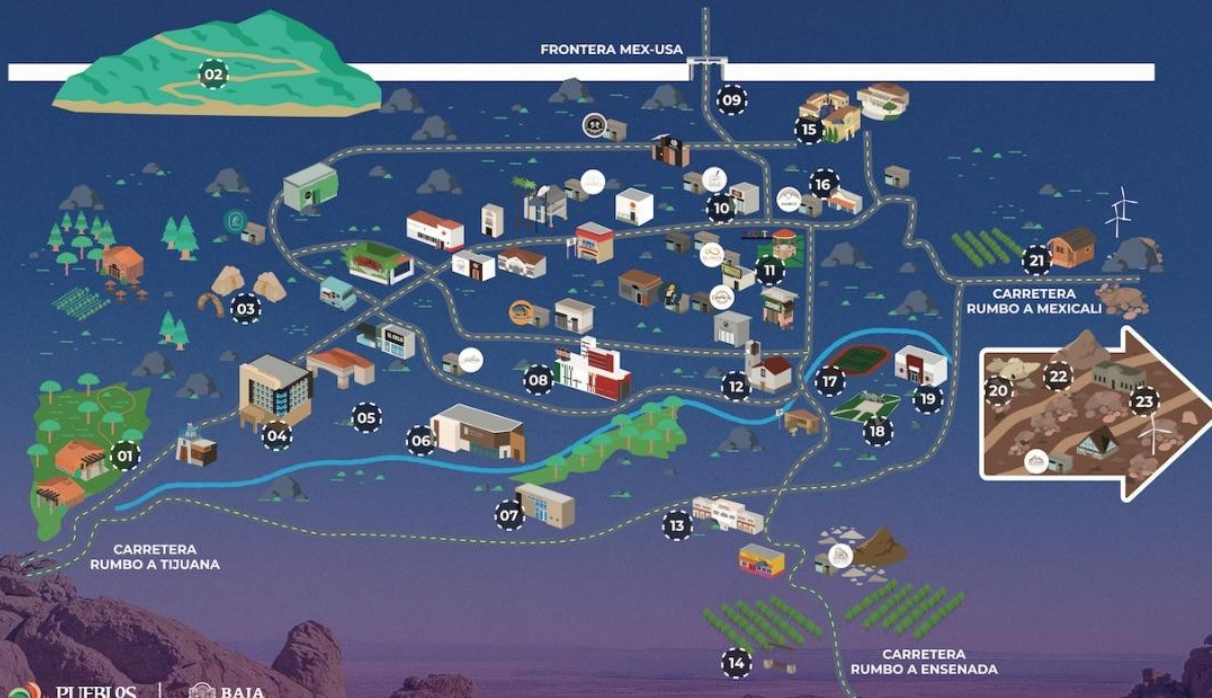 FRONTERA MEX-USA
02
09
15
16
10
11
21
CARRETERA
RUMBO A MEXICALI
03
08
12
17
19
18
20
22
23
04
05
06
01
07
13
CARRETERA
RUMBO A TIJUANA
14
CARRETERA
RUMBO A ENSENADA
PUEBLOS
BAJA